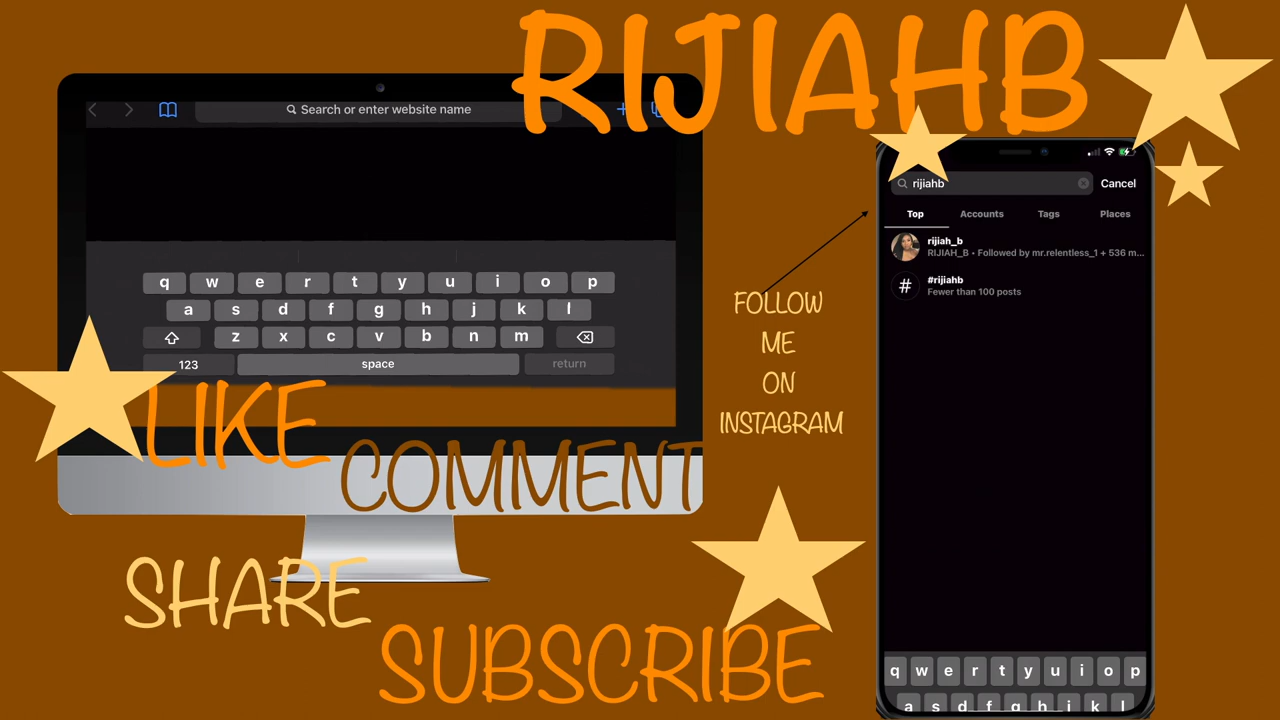 RIJIAHB
Search or enter website name
q w e r t y u i o p
a s d f g h j k l
z x c v b n m
123 space return
LIKE
COMMENT
SHARE
SUBSCRIBE
FOLLOW
ME
ON
INSTAGRAM
rijiahb Cancel
Top Accounts Tags Places
rijiah_b
RIJIAH_B • Followed by mr.relentless_1 + 536 m...
# #rijiahb
Fewer than 100 posts
q w e r t y u i o p
a s d f g h j k l